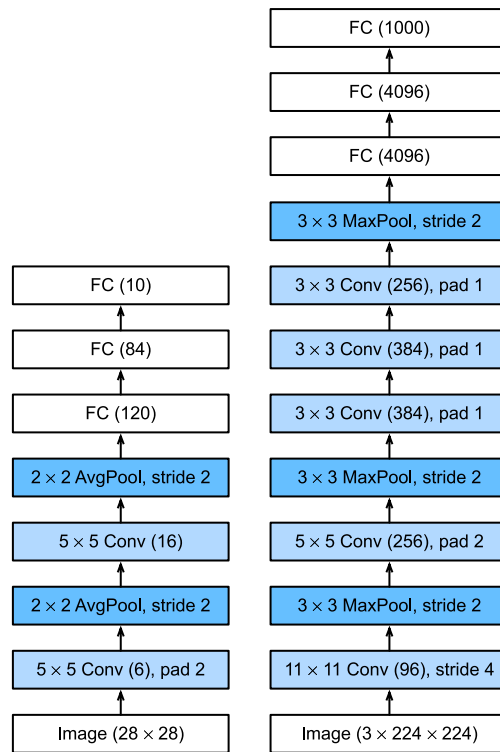 FC (10)
FC (84)
FC (120)
2 × 2 AvgPool, stride 2
5 × 5 Conv (16)
2 × 2 AvgPool, stride 2
5 × 5 Conv (6), pad 2
Image (28 × 28)
FC (1000)
FC (4096)
FC (4096)
3 × 3 MaxPool, stride 2
3 × 3 Conv (256), pad 1
3 × 3 Conv (384), pad 1
3 × 3 Conv (384), pad 1
3 × 3 MaxPool, stride 2
5 × 5 Conv (256), pad 2
3 × 3 MaxPool, stride 2
11 × 11 Conv (96), stride 4
Image (3 × 224 × 224)